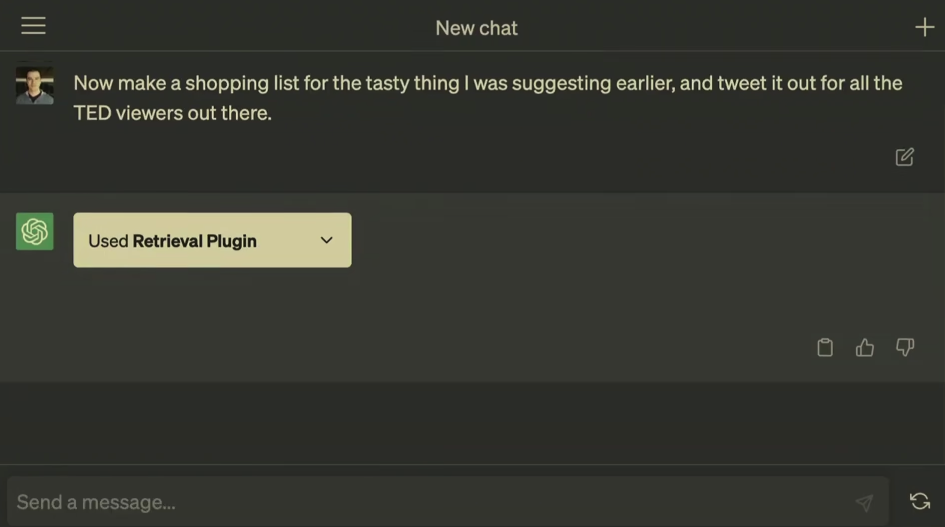 New chat
Now make a shopping list for the tasty thing I was suggesting earlier, and tweet it out for all the
TED viewers out there.
Used Retrieval Plugin
Send a message...